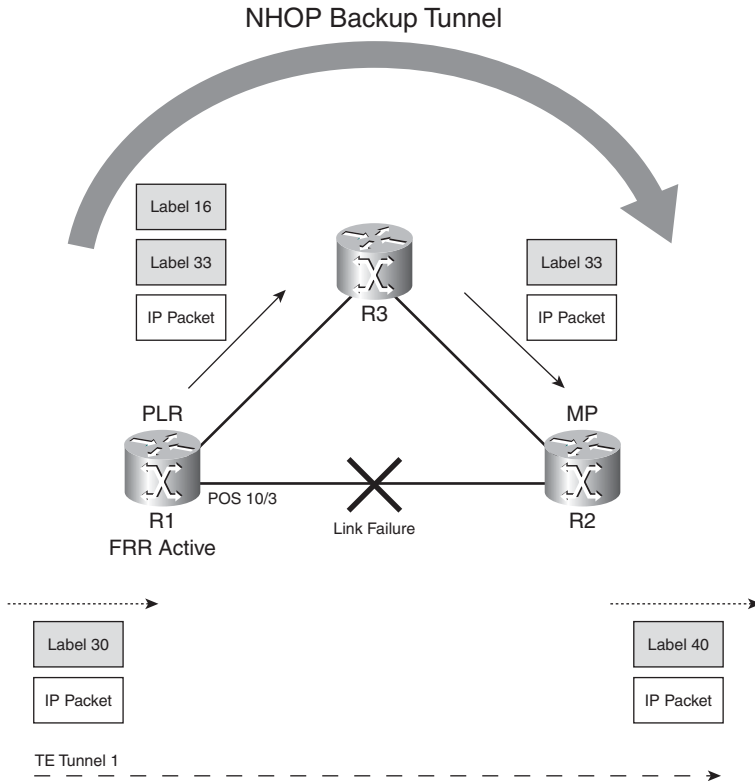 NHOP Backup Tunnel
Label 16
Label 33
IP Packet
Label 33
IP Packet
R3
PLR
MP
POS 10/3
R1
FRR Active
Link Failure
R2
Label 30
IP Packet
Label 40
IP Packet
TE Tunnel 1